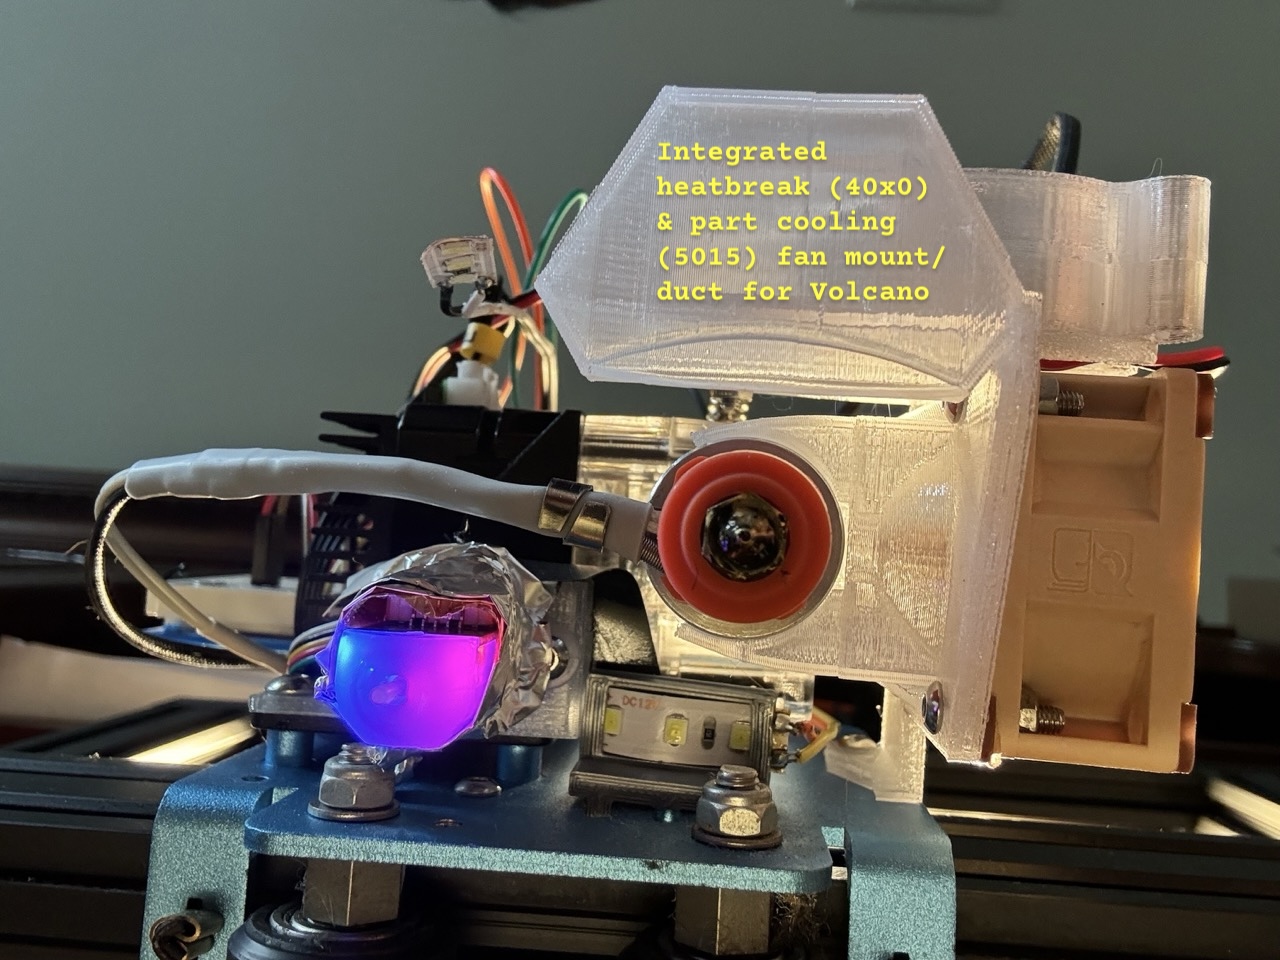 Integrated
heatbreak (40x0)
& part cooling
(5015) fan mount/
duct for Volcano
DC12V